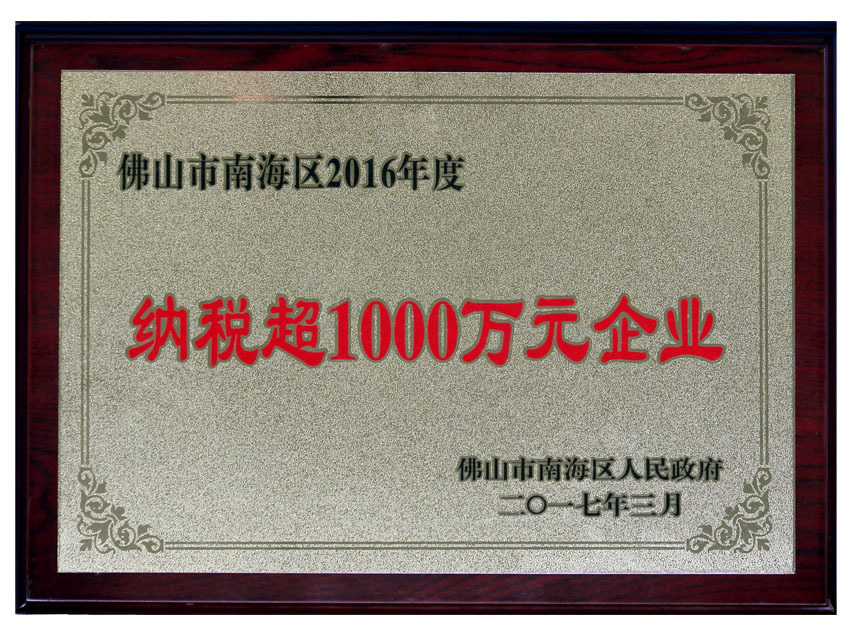 佛山市南海区2016年度
纳税超1000万元企业
佛山市南海区人民政府
二〇一七年三月